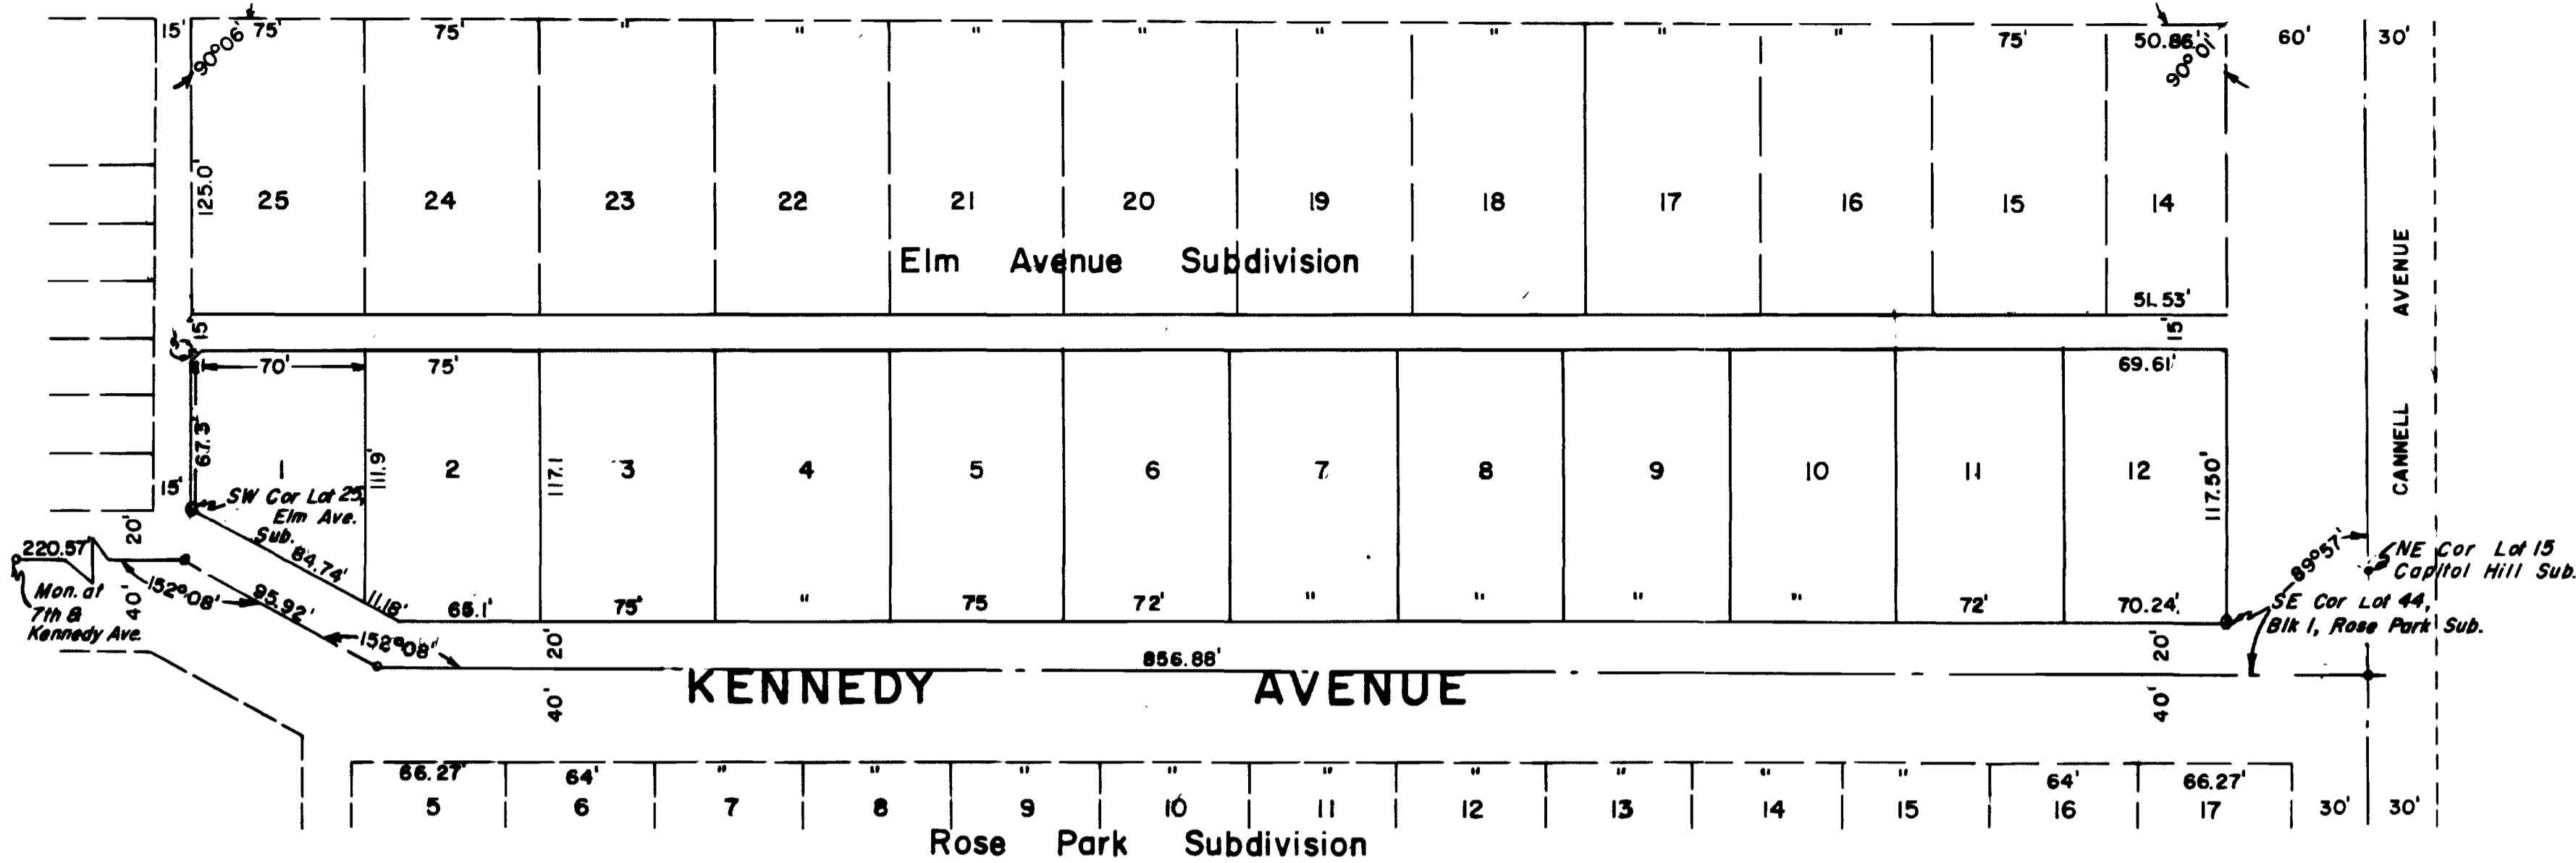 15' 75' 75' " " " " " " " " 75' 50.86' 60' 30'
90°06' 90°01'
125.0'
25 24 23 22 21 20 19 18 17 16 15 14
Elm Avenue Subdivision
CANNELL AVENUE
51.53'
15' 15'
70' 75' 69.61'
67.3' 111.9' 117.1 117.50'
1 2 3 4 5 6 7 8 9 10 11 12
15'
SW Cor Lot 25,
Elm Ave.
Sub.
20'
220.57'
84.74'
Mon. at
7th &
Kennedy Ave.
152°08' 40' 95.92' 11.18'
65.1' 75' " 75 72' " " " " 72' 70.24'
89°57'
NE Cor Lot 15
Capitol Hill Sub.
SE Cor Lot 44,
Blk 1, Rose Park Sub.
152°08' 20' 856.88' 20'
KENNEDY AVENUE
40' 40'
66.27' 64' " " " " " " " " " 64' 66.27'
5 6 7 8 9 10 11 12 13 14 15 16 17 30' 30'
Rose Park Subdivision